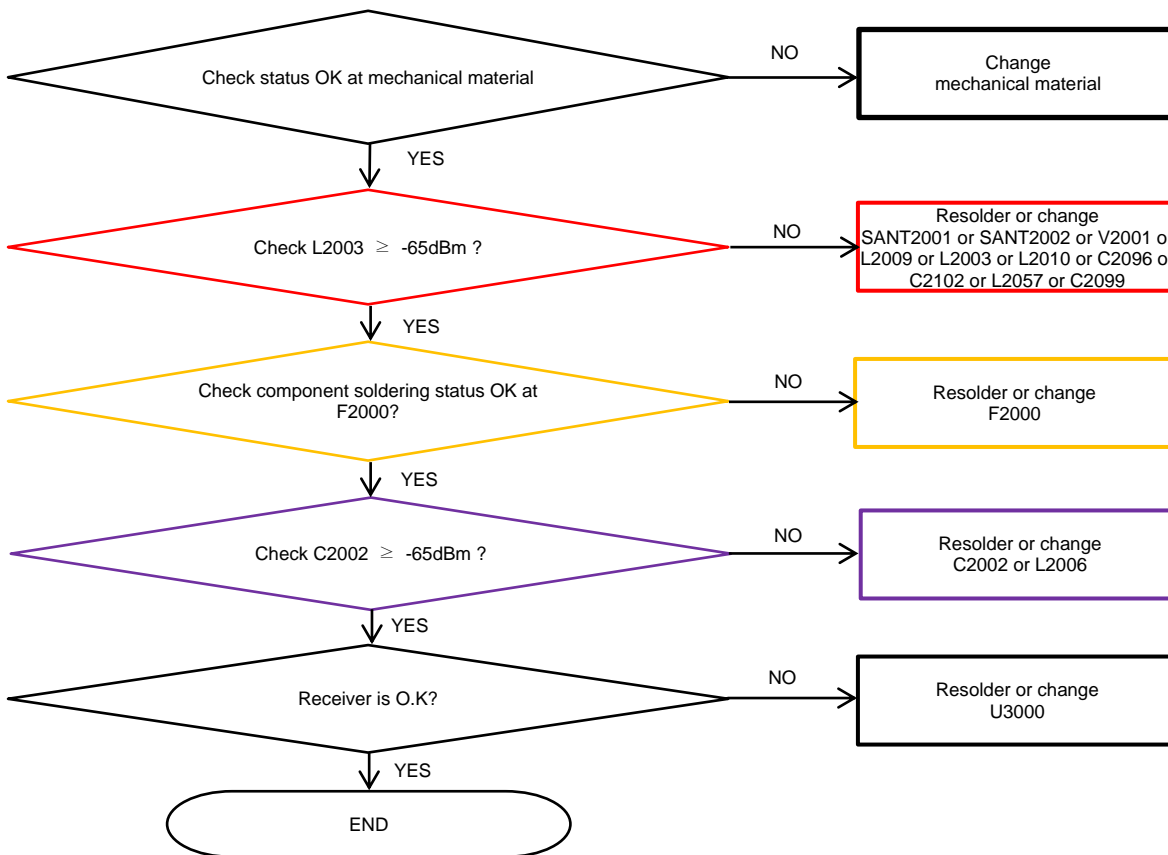 Check status OK at mechanical material
NO
Change
mechanical material
YES
Check L2003 ≥ -65dBm ?
NO
Resolder or change
SANT2001 or SANT2002 or V2001 o
L2009 or L2003 or L2010 or C2096 o
C2102 or L2057 or C2099
YES
Check component soldering status OK at
F2000?
NO
Resolder or change
F2000
YES
Check C2002 ≥ -65dBm ?
NO
Resolder or change
C2002 or L2006
YES
Receiver is O.K?
NO
Resolder or change
U3000
YES
END